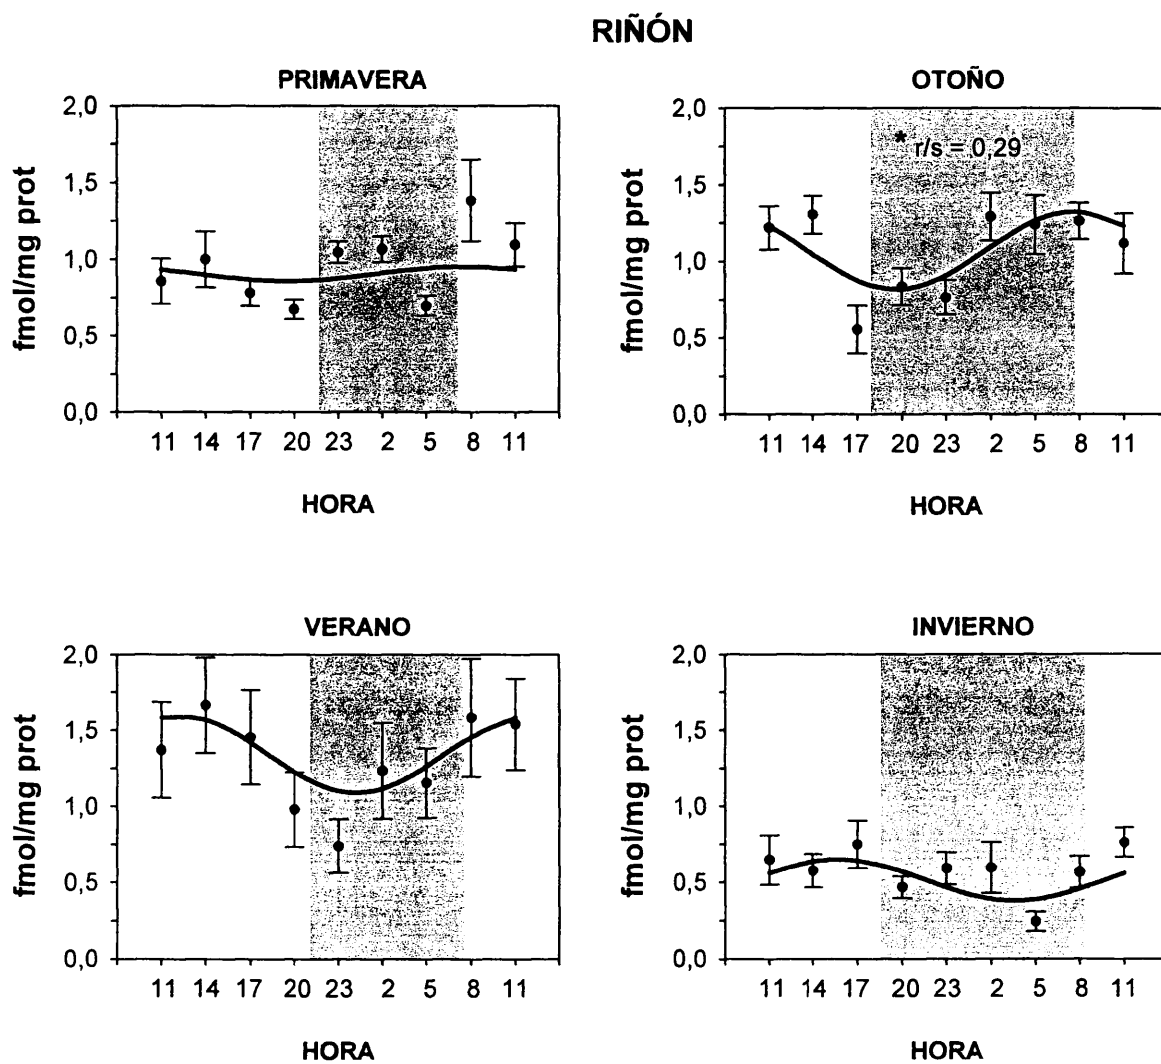 RIÑÓN
PRIMAVERA
2,0
1,5
1,0
0,5
0,0
fmol/mg prot
11 14 17 20 23 2 5 8 11
HORA
OTOÑO
* r/s = 0,29
2,0
1,5
1,0
0,5
0,0
fmol/mg prot
11 14 17 20 23 2 5 8 11
HORA
VERANO
2,0
1,5
1,0
0,5
0,0
fmol/mg prot
11 14 17 20 23 2 5 8 11
HORA
INVIERNO
2,0
1,5
1,0
0,5
0,0
fmol/mg prot
11 14 17 20 23 2 5 8 11
HORA